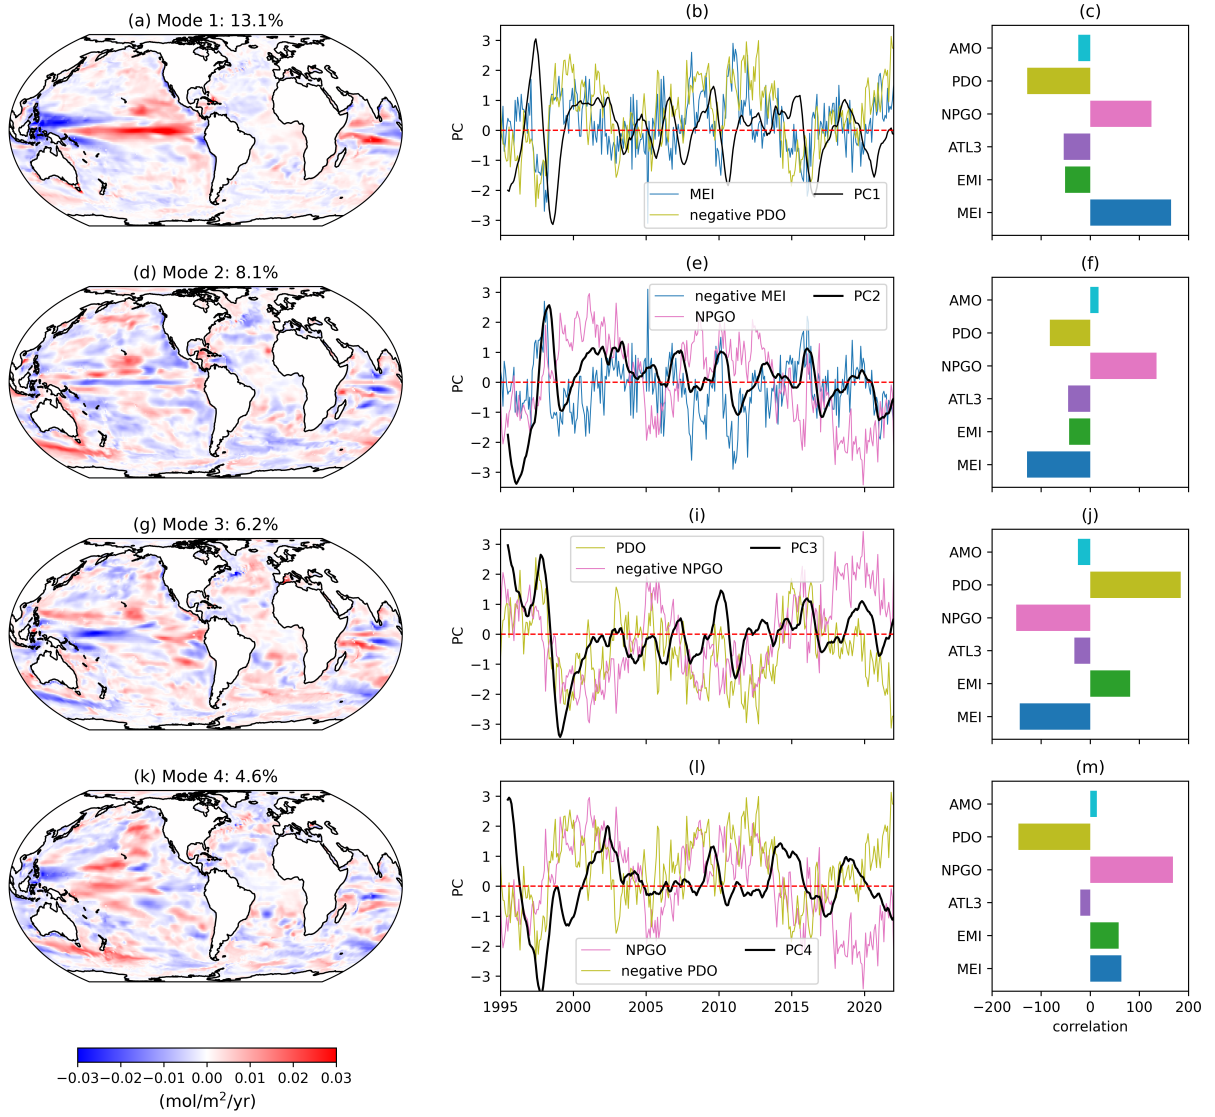 (a) Mode 1: 13.1%
(b)
3
2
1
0
−1
−2
−3
PC
MEI
negative PDO
PC1
(c)
AMO
PDO
NPGO
ATL3
EMI
MEI
(d) Mode 2: 8.1%
(e)
3
2
1
0
−1
−2
−3
PC
negative MEI
NPGO
PC2
(f)
AMO
PDO
NPGO
ATL3
EMI
MEI
(g) Mode 3: 6.2%
(i)
3
2
1
0
−1
−2
−3
PC
PDO
negative NPGO
PC3
(j)
AMO
PDO
NPGO
ATL3
EMI
MEI
(k) Mode 4: 4.6%
(l)
3
2
1
0
−1
−2
−3
PC
NPGO
negative PDO
PC4
1995 2000 2005 2010 2015 2020
(m)
AMO
PDO
NPGO
ATL3
EMI
MEI
−200 −100 0 100 200
correlation
−0.03 −0.02 −0.01 0.00 0.01 0.02 0.03
(mol/m²/yr)